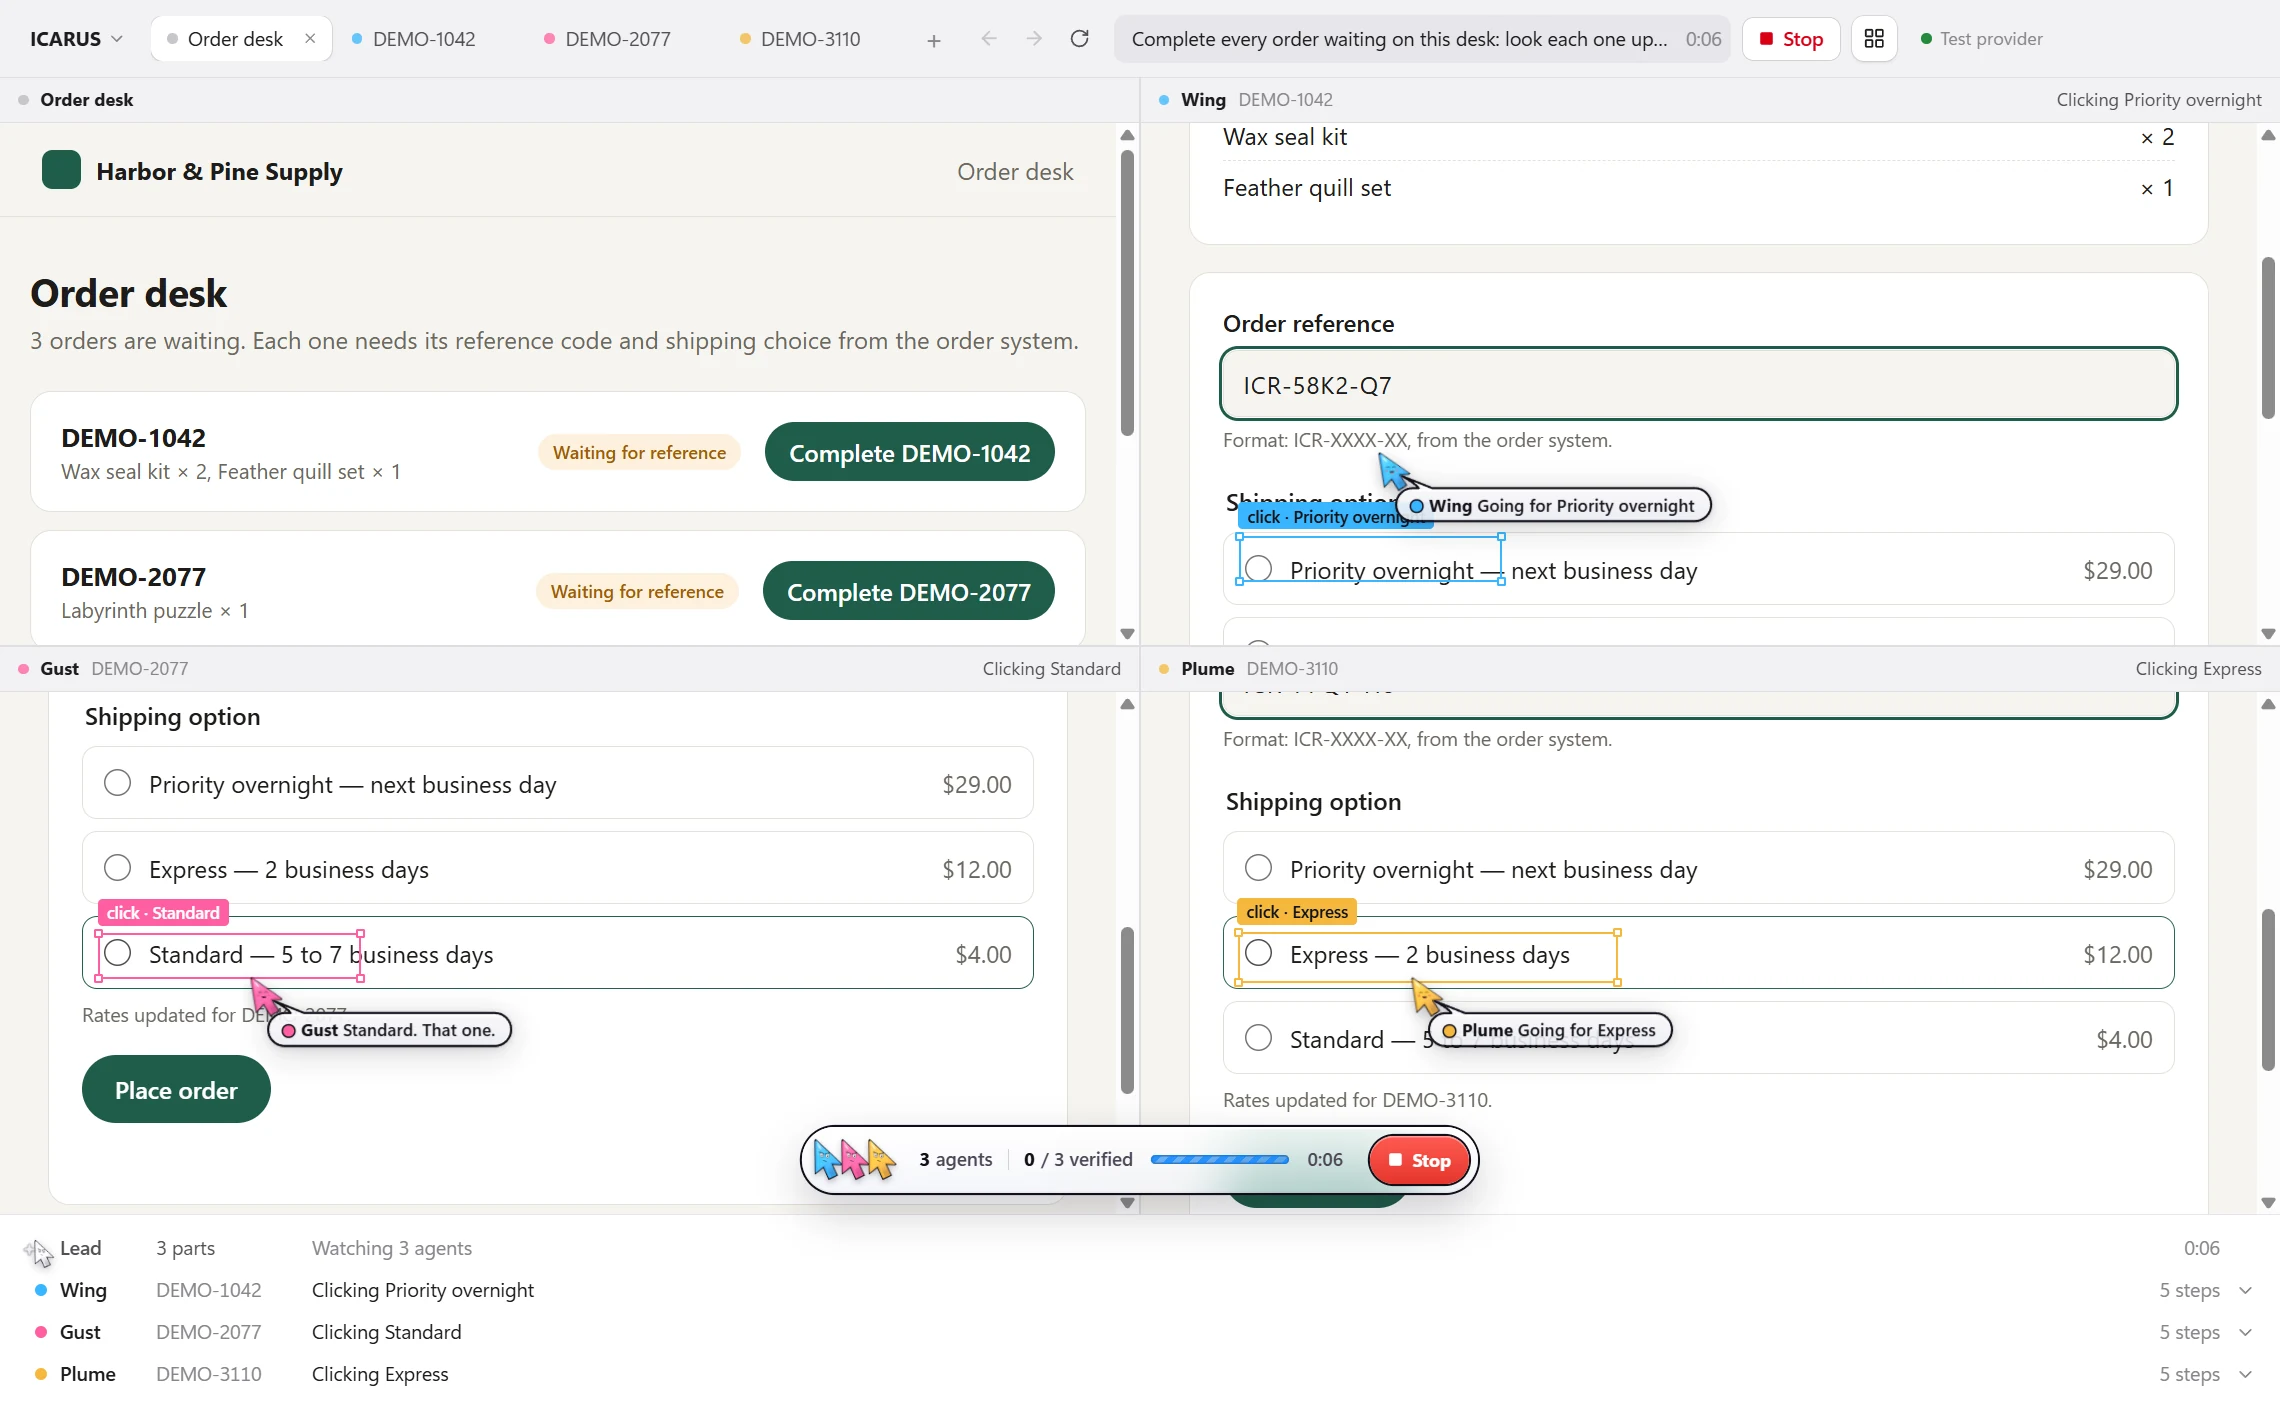 ICARUS
Order desk
DEMO-1042
DEMO-2077
DEMO-3110
Complete every order waiting on this desk: look each one up... 0:06
Stop
Test provider
Order desk
Harbor & Pine Supply
Order desk
Order desk
3 orders are waiting. Each one needs its reference code and shipping choice from the order system.
DEMO-1042
Wax seal kit × 2, Feather quill set × 1
Waiting for reference
Complete DEMO-1042
DEMO-2077
Labyrinth puzzle × 1
Waiting for reference
Complete DEMO-2077
Wing DEMO-1042 Clicking Priority overnight
Wax seal kit × 2
Feather quill set × 1
Order reference
ICR-58K2-Q7
Format: ICR-XXXX-XX, from the order system.
Shipping option
click · Priority overnight
Wing Going for Priority overnight
Priority overnight — next business day $29.00
Gust DEMO-2077 Clicking Standard
Shipping option
Priority overnight — next business day $29.00
Express — 2 business days $12.00
click · Standard
Standard — 5 to 7 business days $4.00
Rates updated for
Gust Standard. That one.
Place order
Plume DEMO-3110 Clicking Express
Format: ICR-XXXX-XX, from the order system.
Shipping option
Priority overnight — next business day $29.00
click · Express
Express — 2 business days $12.00
Plume Going for Express
Standard — 5 to 7 business days $4.00
Rates updated for DEMO-3110.
3 agents
0 / 3 verified
0:06
Stop
Lead 3 parts Watching 3 agents 0:06
Wing DEMO-1042 Clicking Priority overnight 5 steps
Gust DEMO-2077 Clicking Standard 5 steps
Plume DEMO-3110 Clicking Express 5 steps